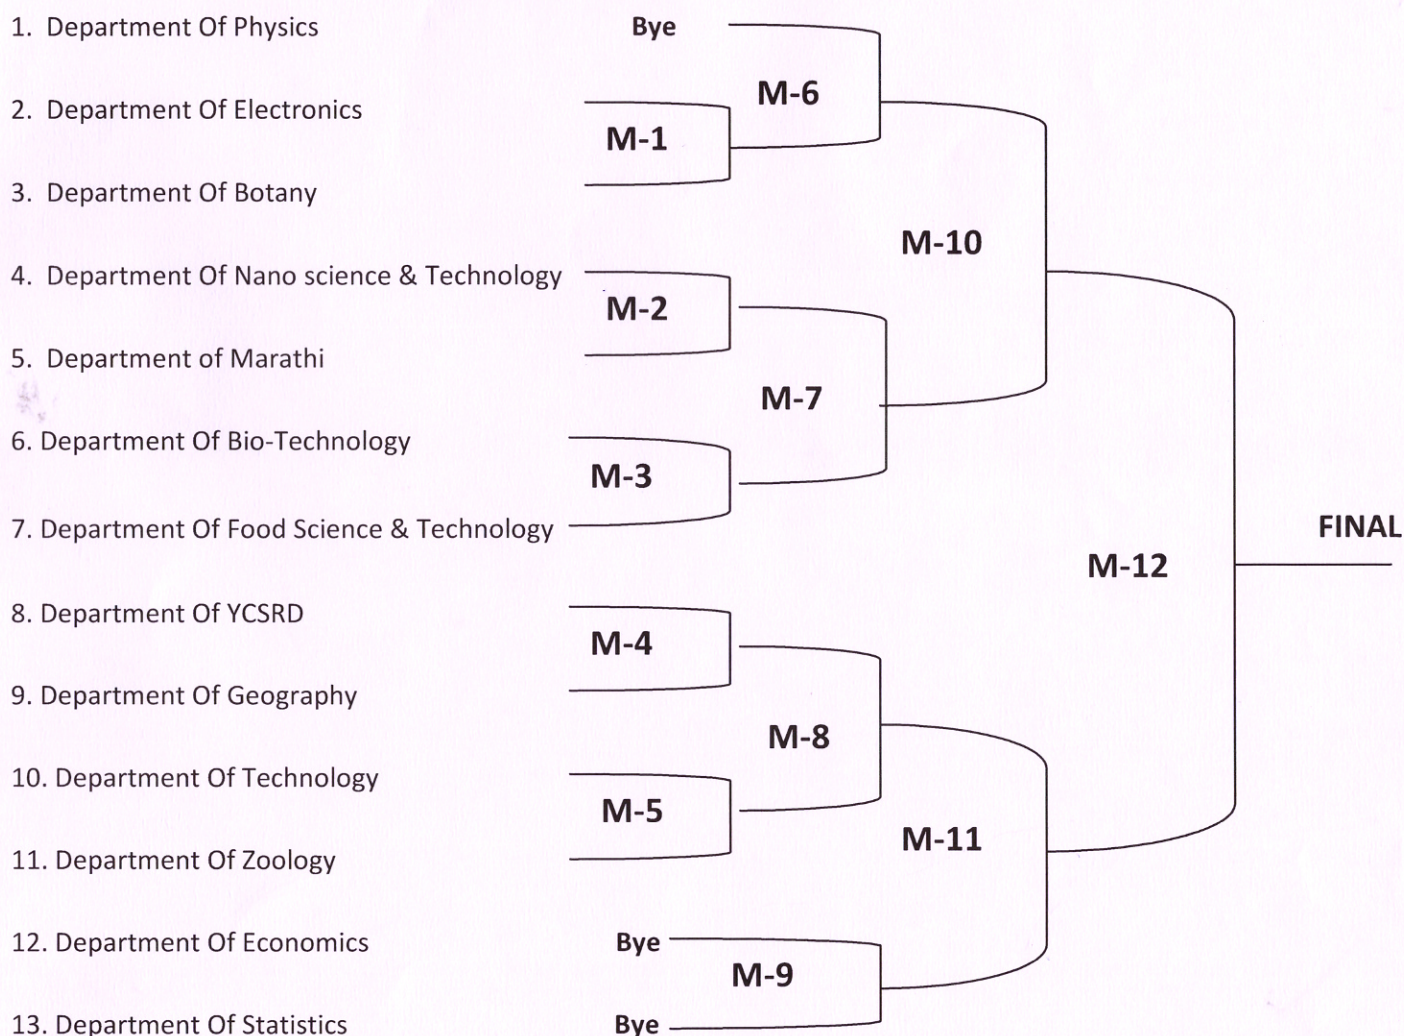 1. Department Of Physics Bye
M-6
2. Department Of Electronics
M-1
3. Department Of Botany
M-10
4. Department Of Nano science & Technology
M-2
5. Department of Marathi
M-7
6. Department Of Bio-Technology
M-3
7. Department Of Food Science & Technology
FINAL
M-12
8. Department Of YCSRD
M-4
9. Department Of Geography
M-8
10. Department Of Technology
M-5
M-11
11. Department Of Zoology
12. Department Of Economics Bye
M-9
13. Department Of Statistics Bye